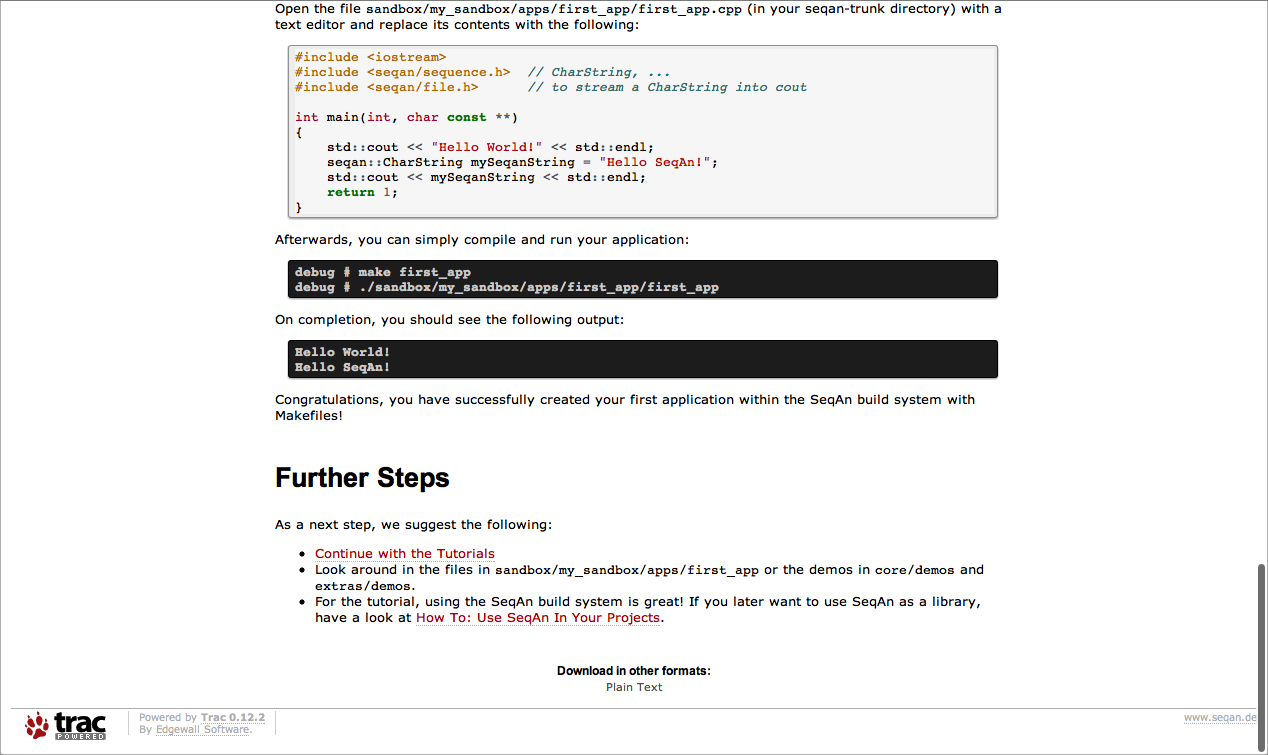 Open the file sandbox/my_sandbox/apps/first_app/first_app.cpp (in your seqan-trunk directory) with a
text editor and replace its contents with the following:
#include <iostream>
#include <seqan/sequence.h>  // CharString, ...
#include <seqan/file.h>      // to stream a CharString into cout
int main(int, char const **)
{
    std::cout << "Hello World!" << std::endl;
    seqan::CharString mySeqanString = "Hello SeqAn!";
    std::cout << mySeqanString << std::endl;
    return 1;
}
Afterwards, you can simply compile and run your application:
debug # make first_app
debug # ./sandbox/my_sandbox/apps/first_app/first_app
On completion, you should see the following output:
Hello World!
Hello SeqAn!
Congratulations, you have successfully created your first application within the SeqAn build system with
Makefiles!
Further Steps
As a next step, we suggest the following:
• Continue with the Tutorials
• Look around in the files in sandbox/my_sandbox/apps/first_app or the demos in core/demos and
extras/demos.
• For the tutorial, using the SeqAn build system is great! If you later want to use SeqAn as a library,
have a look at How To: Use SeqAn In Your Projects.
Download in other formats:
Plain Text
trac
POWERED
Powered by Trac 0.12.2
By Edgewall Software.
www.seqan.de